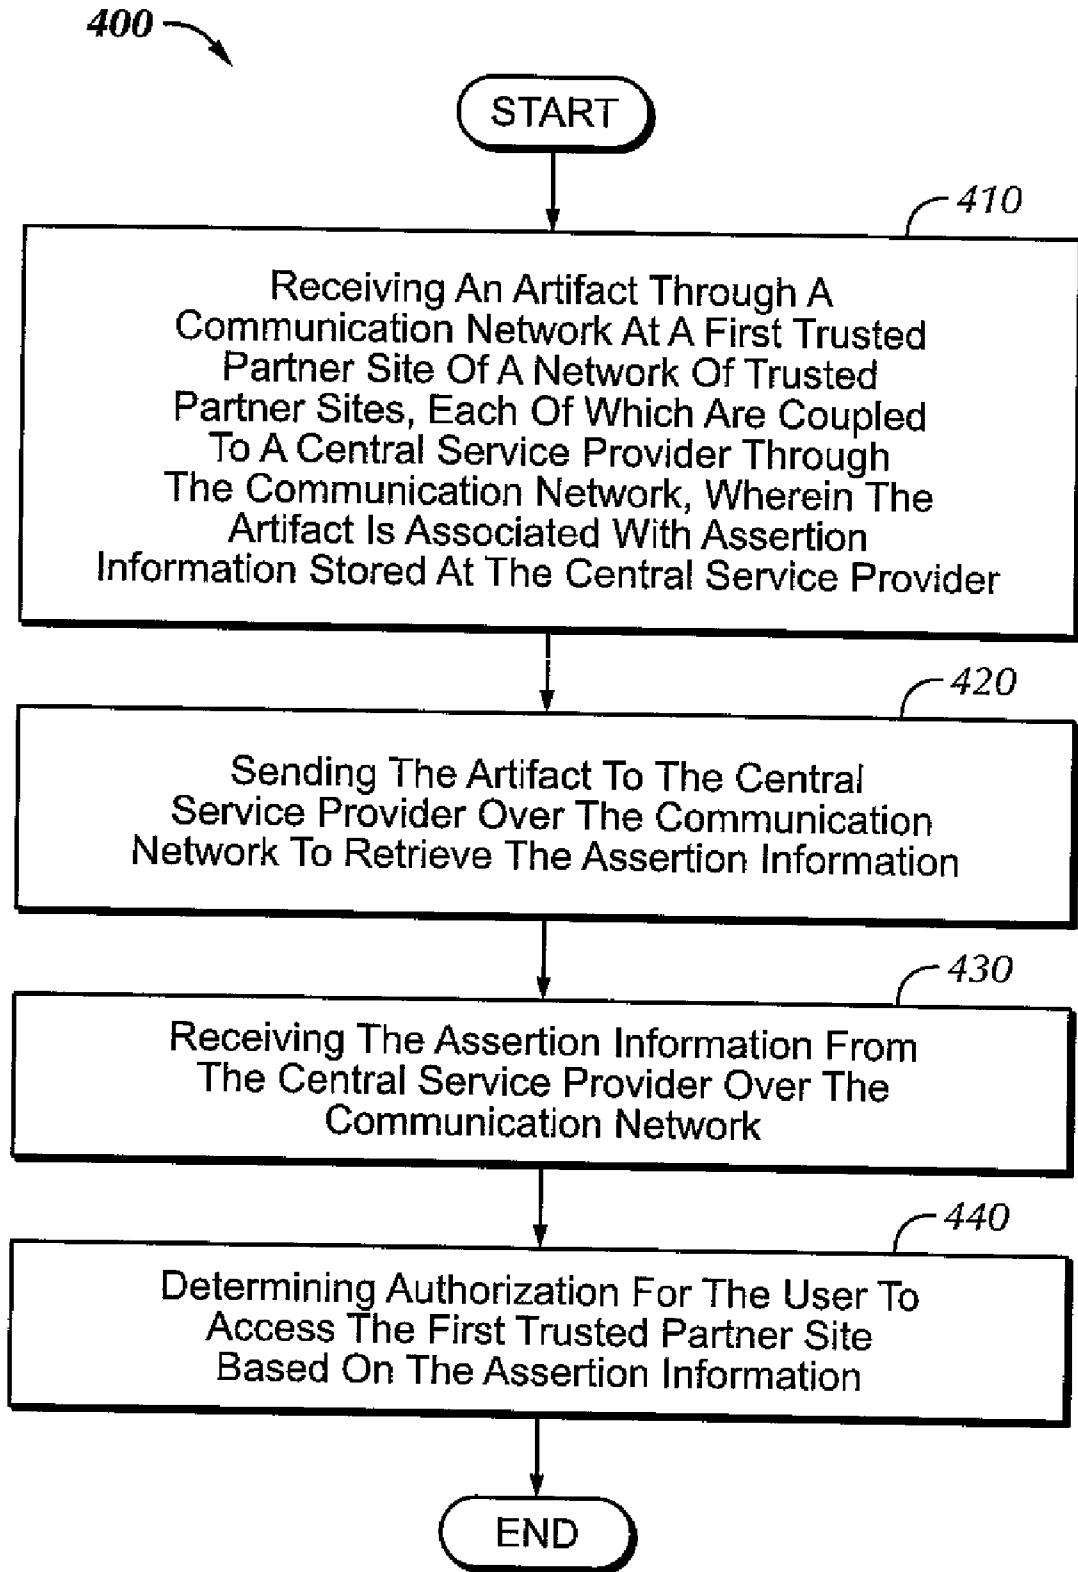 400
START
410
Receiving An Artifact Through A
Communication Network At A First Trusted
Partner Site Of A Network Of Trusted
Partner Sites, Each Of Which Are Coupled
To A Central Service Provider Through
The Communication Network, Wherein The
Artifact Is Associated With Assertion
Information Stored At The Central Service Provider
420
Sending The Artifact To The Central
Service Provider Over The Communication
Network To Retrieve The Assertion Information
430
Receiving The Assertion Information From
The Central Service Provider Over The
Communication Network
440
Determining Authorization For The User To
Access The First Trusted Partner Site
Based On The Assertion Information
END